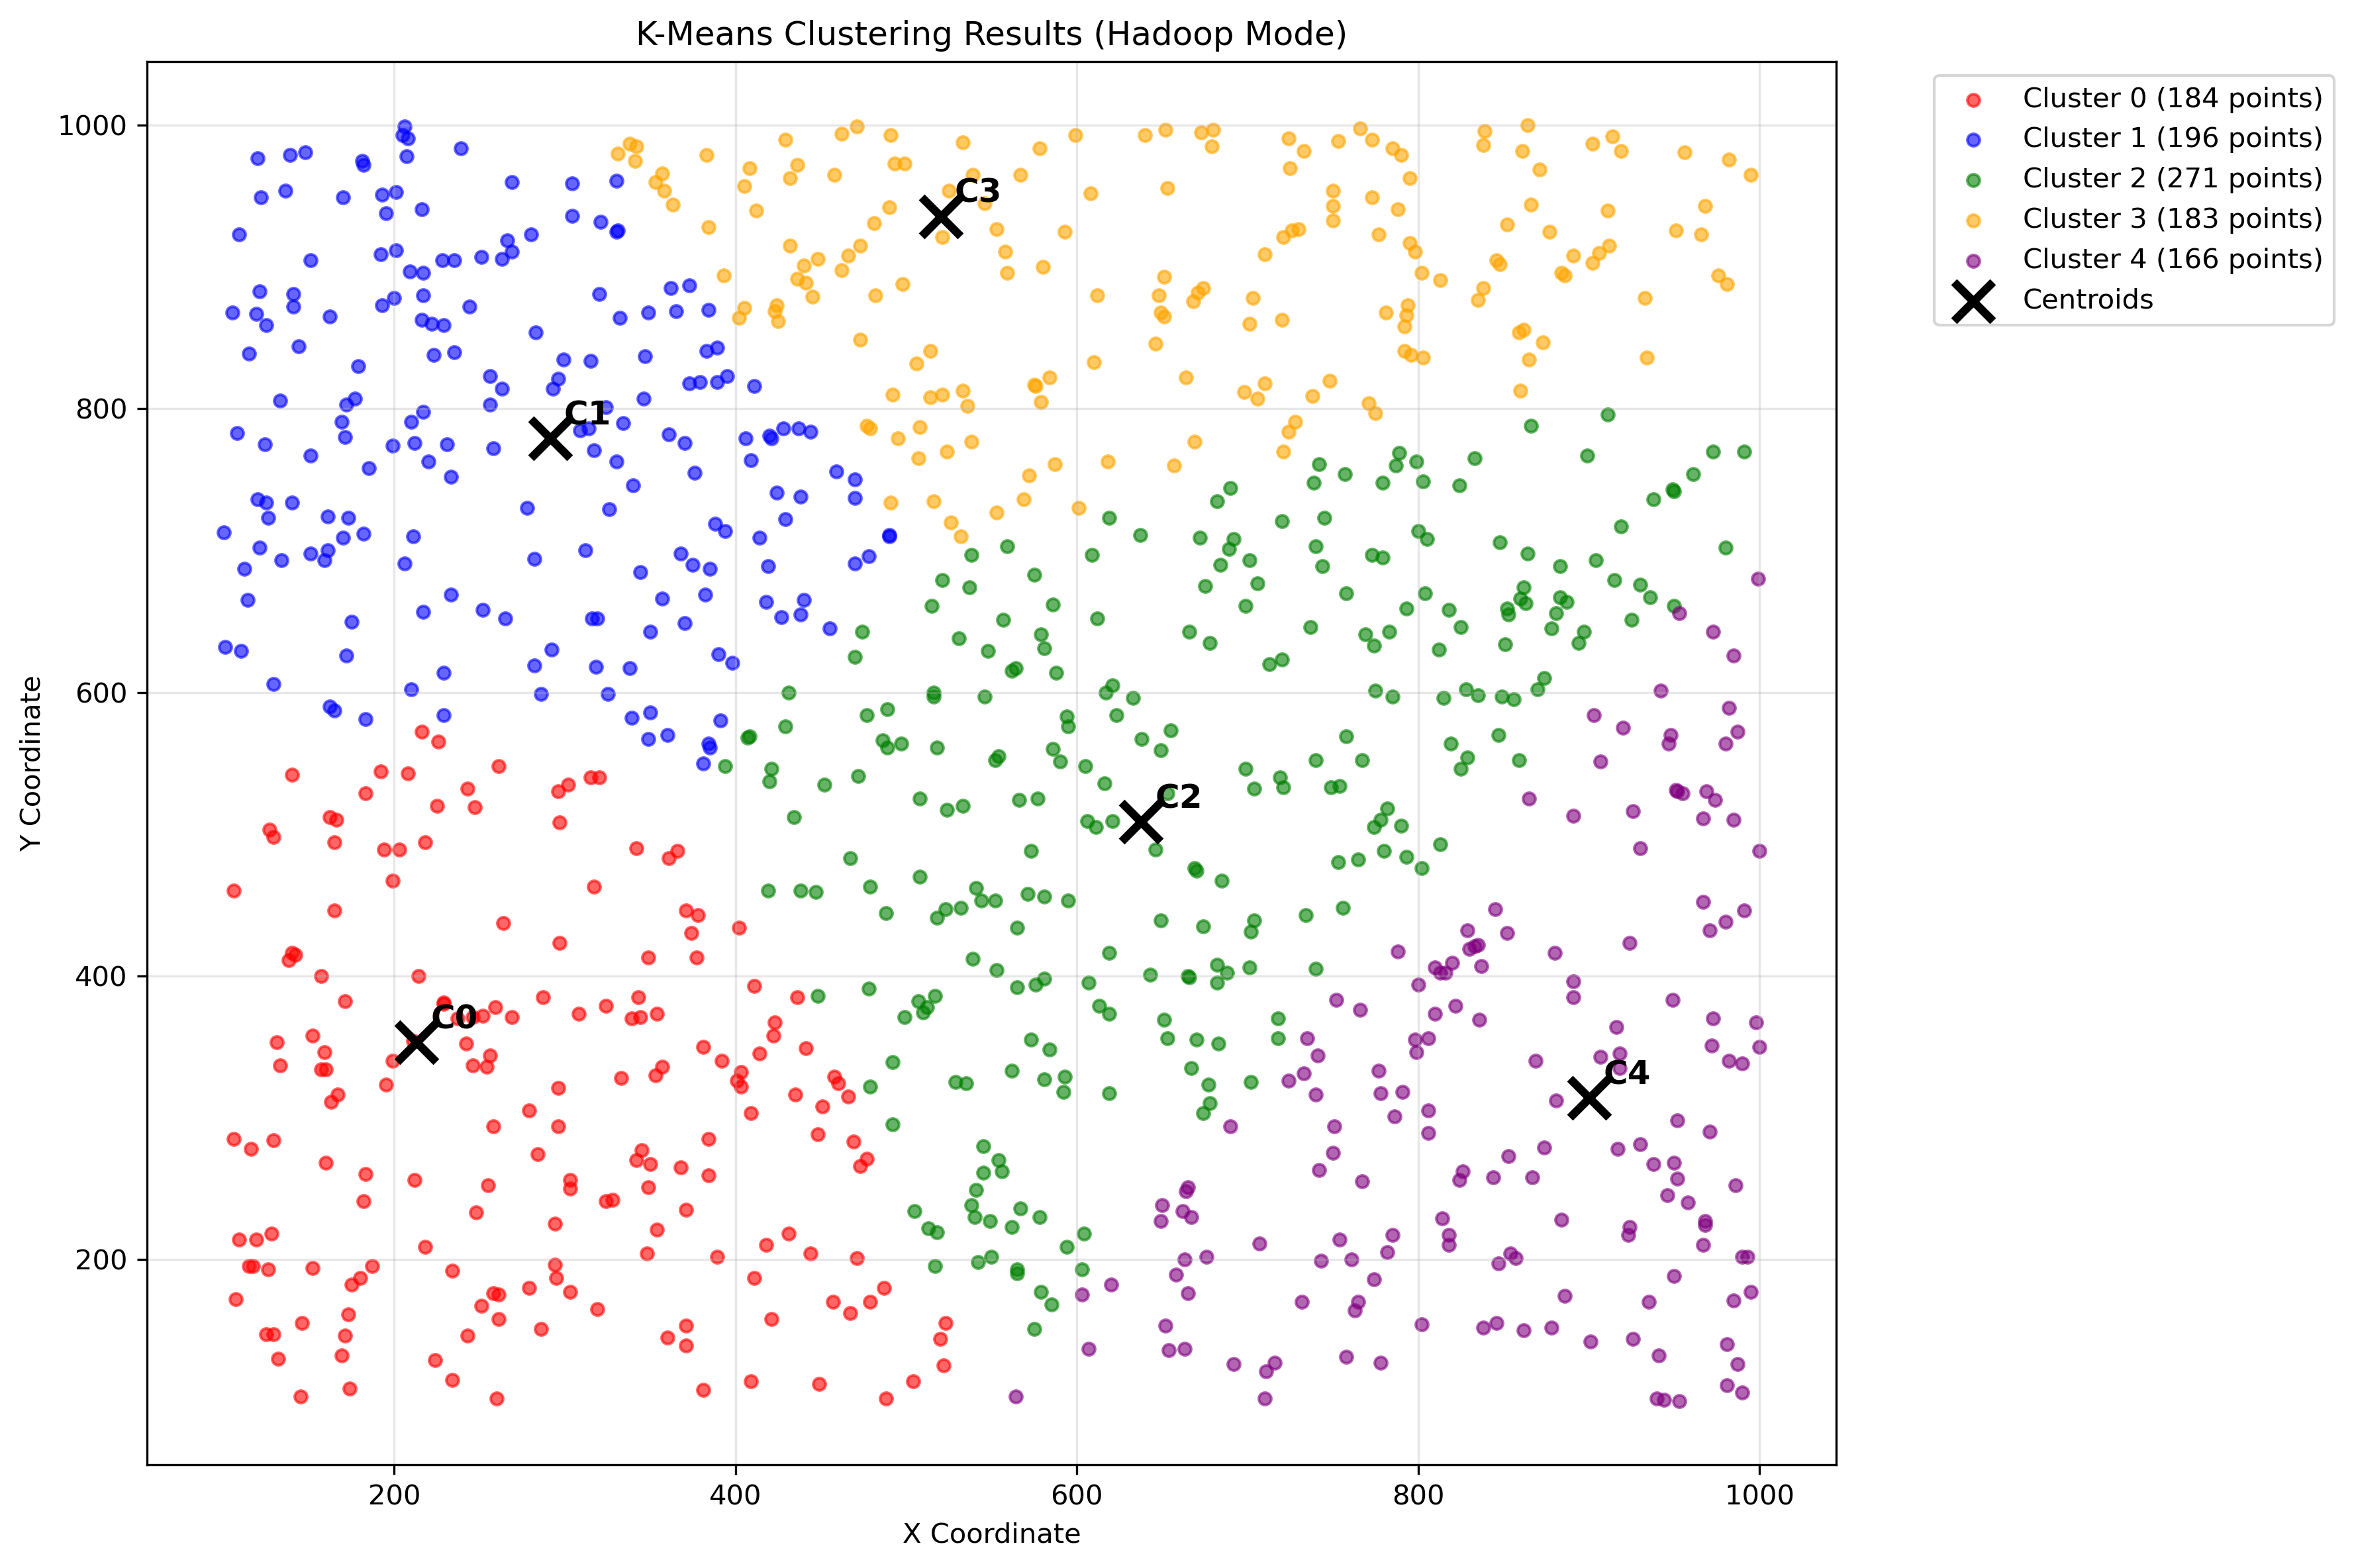 K-Means Clustering Results (Hadoop Mode)
Cluster 0 (184 points)
Cluster 1 (196 points)
Cluster 2 (271 points)
Cluster 3 (183 points)
Cluster 4 (166 points)
Centroids
Y Coordinate
1000
800
600
400
200
C3
C1
C2
C0
C4
200 400 600 800 1000
X Coordinate